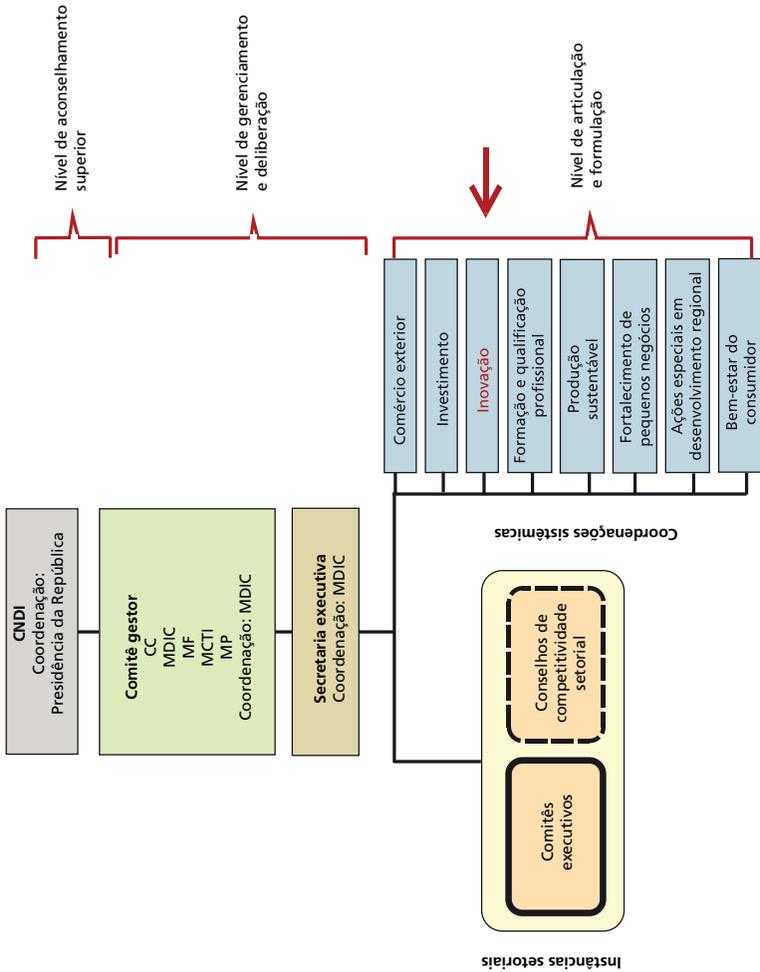 CNDI
Coordenação:
Presidência da República
Nível de aconselhamento
superior
Comitê gestor
CC
MDIC
MF
MCTI
MP
Coordenação: MDIC
Secretaria executiva
Coordenação: MDIC
Nível de gerenciamento
e deliberação
Instâncias setoriais
Comitês
executivos
Conselhos de
competitividade
setorial
Coordenações sistêmicas
Comércio exterior
Investimento
Inovação
Formação e qualificação
profissional
Produção
sustentável
Fortalecimento de
pequenos negócios
Ações especiais em
desenvolvimento regional
Bem-estar do
consumidor
Nível de articulação
e formulação